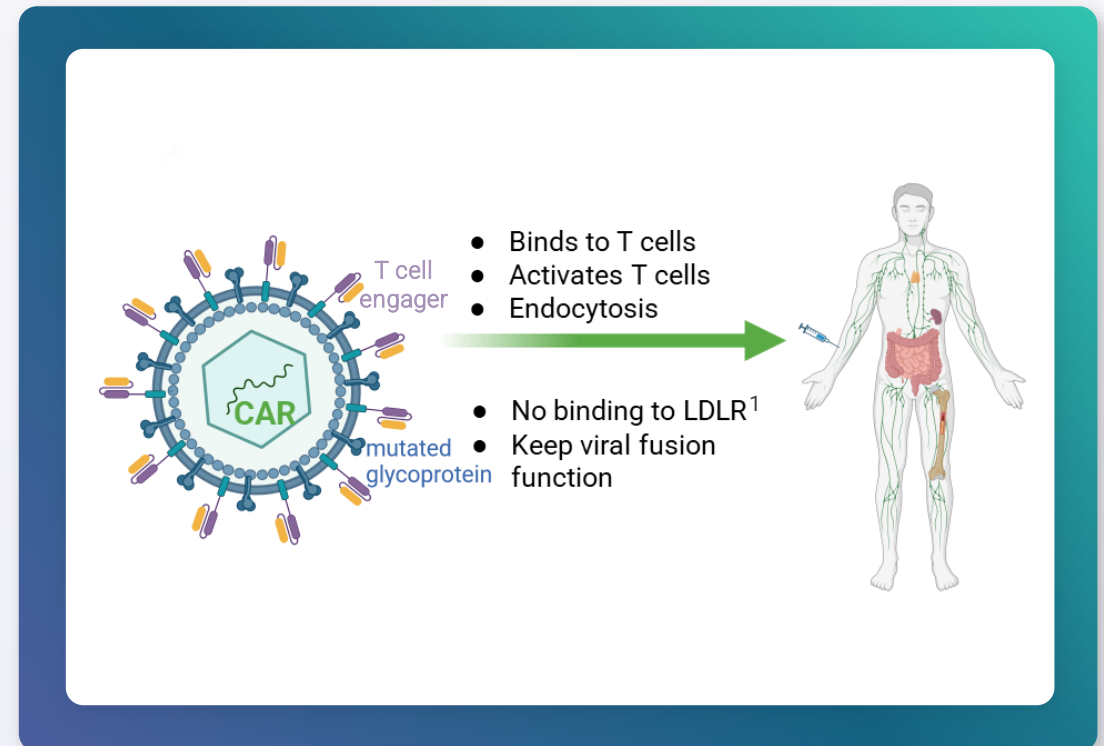 T cell
engager
● Binds to T cells
● Activates T cells
● Endocytosis
CAR
mutated
glycoprotein
● No binding to LDLR¹
● Keep viral fusion
function